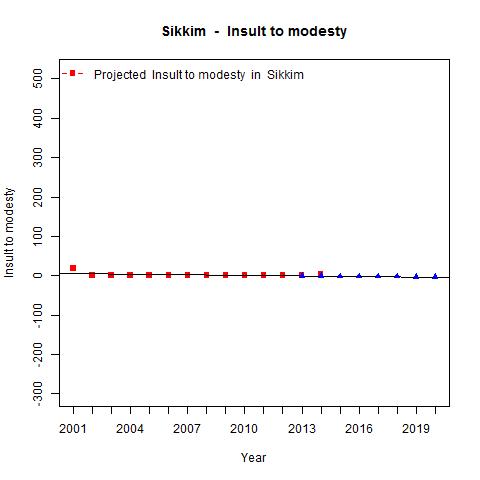 Sikkim - Insult to modesty
Projected Insult to modesty in Sikkim
500
400
300
200
100
0
-100
-200
-300
Insult to modesty
2001 2004 2007 2010 2013 2016 2019
Year